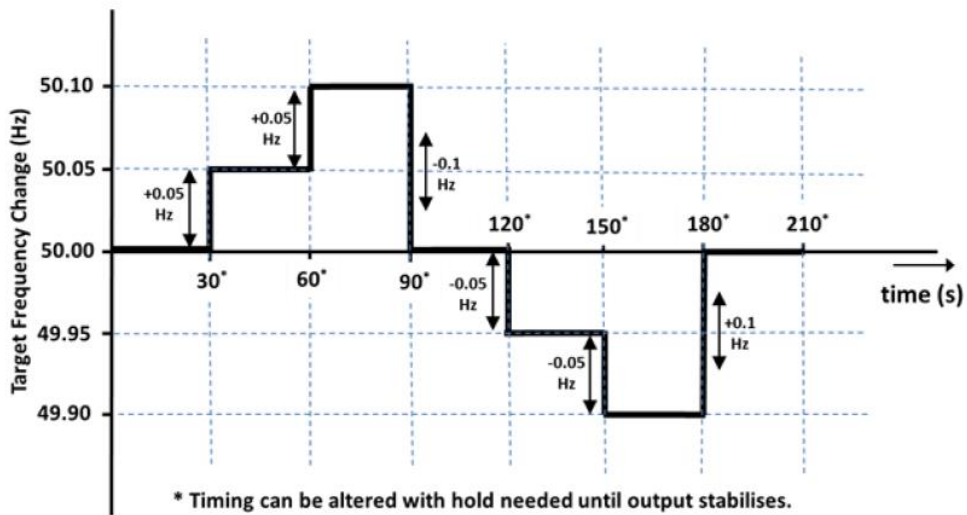 Target Frequency Change (Hz)
50.10
50.05
50.00
49.95
49.90
+0.05
Hz
+0.05
Hz
-0.1
Hz
30*
60*
90*
120*
150*
180*
210*
-0.05
Hz
-0.05
Hz
+0.1
Hz
time (s)
* Timing can be altered with hold needed until output stabilises.